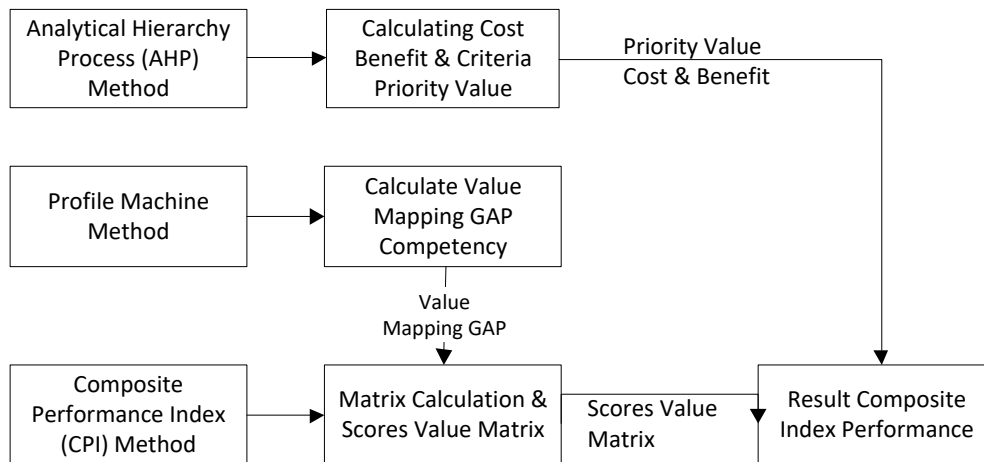 Analytical Hierarchy
Process (AHP)
Method
Calculating Cost
Benefit & Criteria
Priority Value
Priority Value
Cost & Benefit
Profile Machine
Method
Calculate Value
Mapping GAP
Competency
Value
Mapping GAP
Composite
Performance Index
(CPI) Method
Matrix Calculation &
Scores Value Matrix
Scores Value
Matrix
Result Composite
Index Performance